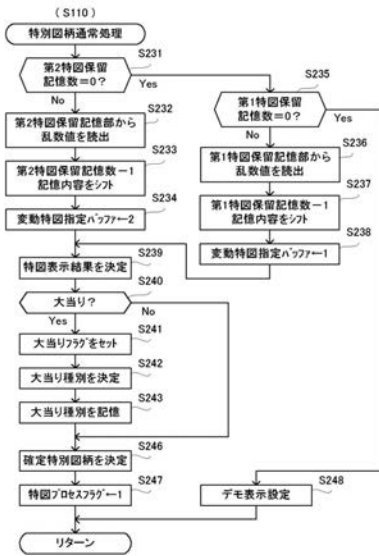 (S110)
特別図柄通常処理
S231
第2特図保留
記憶数=0?
Yes
No
S232
第2特図保留記憶部から
乱数値を読出
S233
第2特図保留記憶数-1
記憶内容をシフト
S234
変動特図指定バッファ←2
S235
第1特図保留
記憶数=0?
Yes
No
S236
第1特図保留記憶部から
乱数値を読出
S237
第1特図保留記憶数-1
記憶内容をシフト
S238
変動特図指定バッファ←1
S239
特図表示結果を決定
S240
大当り?
No
Yes
S241
大当りフラグをセット
S242
大当り種別を決定
S243
大当り種別を記憶
S246
確定特別図柄を決定
S247
特図プロセスフラグ←1
S248
デモ表示設定
リターン